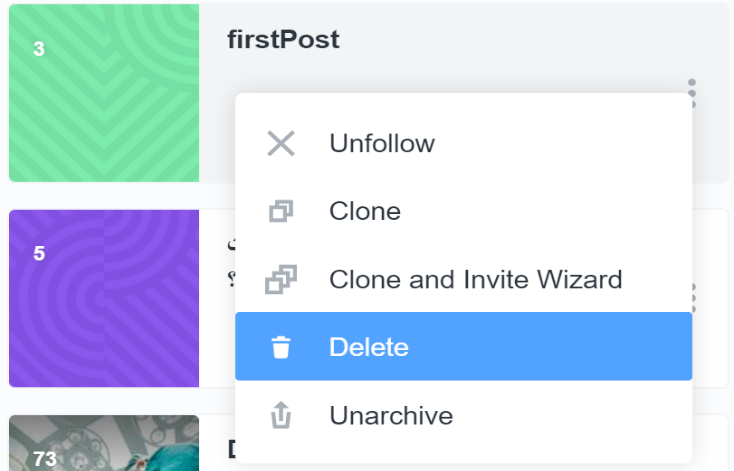 3
firstPost
Unfollow
Clone
5
؟
Clone and Invite Wizard
Delete
Unarchive
73